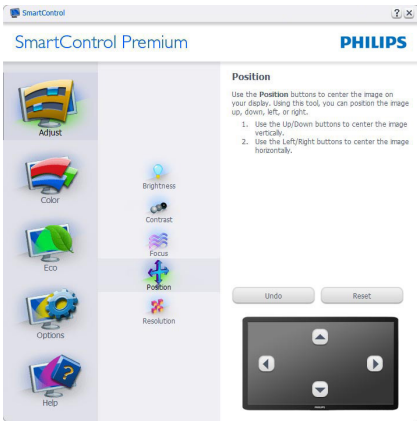 SmartControl
SmartControl Premium
PHILIPS
Adjust
Color
Eco
Options
Help
Brightness
Contrast
Focus
Position
Resolution
Position
Use the Position buttons to center the image on
your display. Using this tool, you can position the image
up, down, left, or right.
1. Use the Up/Down buttons to center the image
vertically.
2. Use the Left/Right buttons to center the image
horizontally.
Undo
Reset